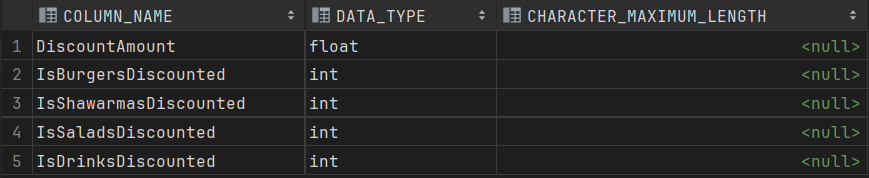 COLUMN_NAME DATA_TYPE CHARACTER_MAXIMUM_LENGTH
1 DiscountAmount float <null>
2 IsBurgersDiscounted int <null>
3 IsShawarmasDiscounted int <null>
4 IsSaladsDiscounted int <null>
5 IsDrinksDiscounted int <null>